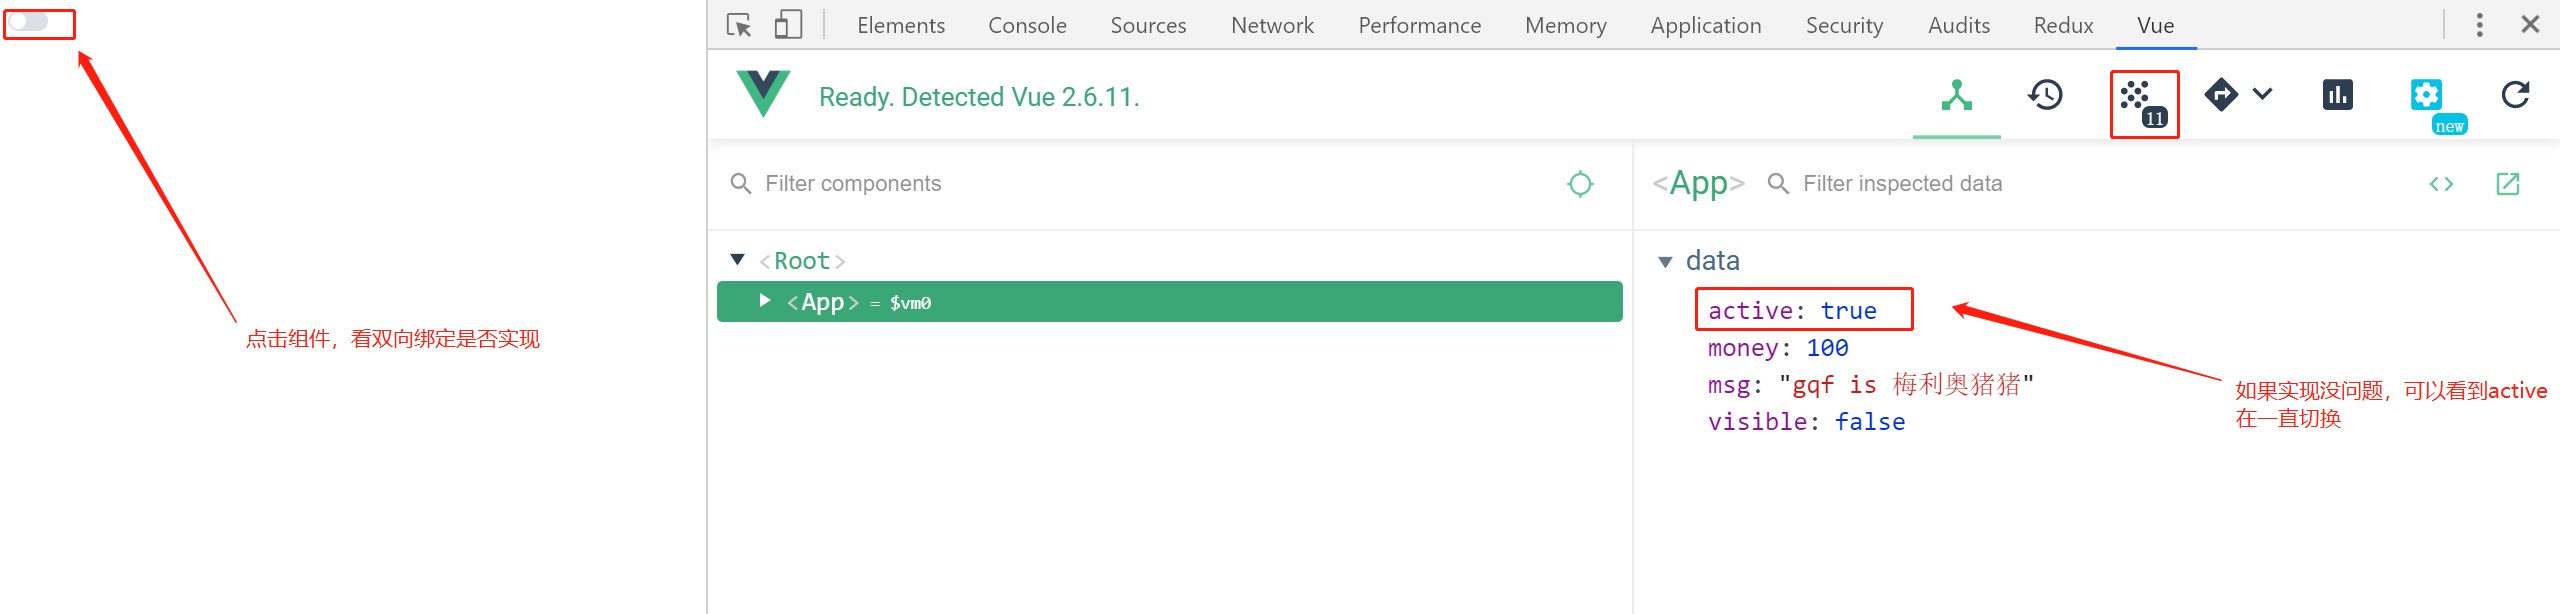 Elements Console Sources Network Performance Memory Application Security Audits Redux Vue
Ready. Detected Vue 2.6.11.
11
new
Filter components
<App> Filter inspected data
<Root>
<App> = $vm0
data
active: true
money: 100
msg: "gqf is 梅利奥猪猪"
visible: false
点击组件，看双向绑定是否实现
如果实现没问题，可以看到active
在一直切换